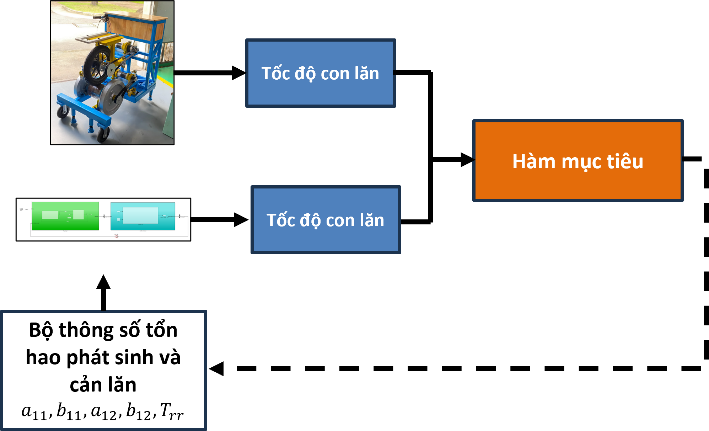 Tốc độ con lăn
Hàm mục tiêu
Tốc độ con lăn
Bộ thông số tổn
hao phát sinh và
cản lăn
a₁₁, b₁₁, a₁₂, b₁₂, Tᵣᵣ